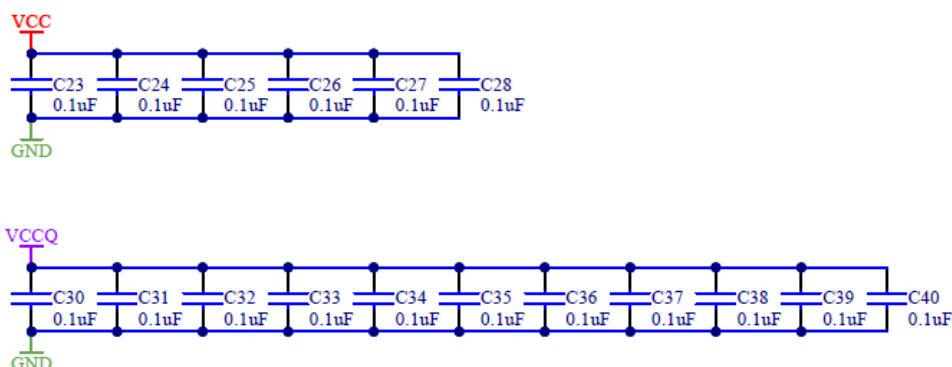 VCC
C23 C24 C25 C26 C27 C28
0.1uF 0.1uF 0.1uF 0.1uF 0.1uF 0.1uF
GND
VCCQ
C30 C31 C32 C33 C34 C35 C36 C37 C38 C39 C40
0.1uF 0.1uF 0.1uF 0.1uF 0.1uF 0.1uF 0.1uF 0.1uF 0.1uF 0.1uF 0.1uF
GND